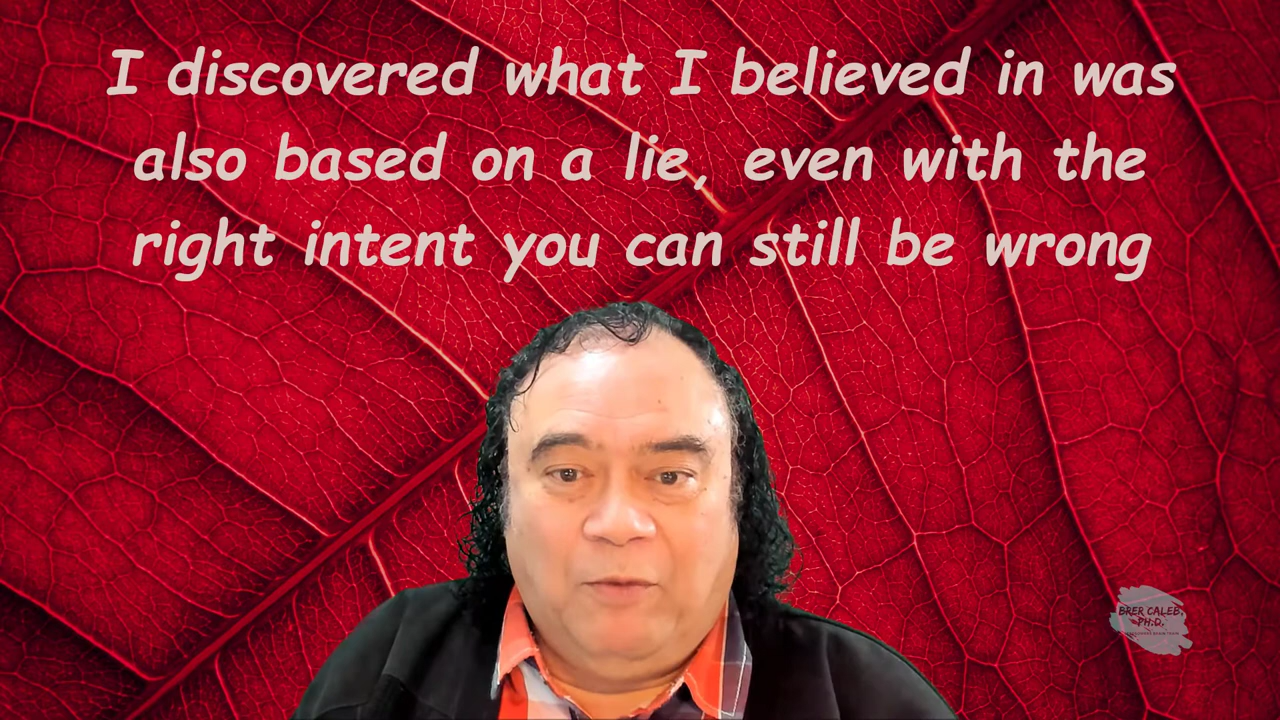 I discovered what I believed in was
also based on a lie, even with the
right intent you can still be wrong
BRER CALEB,
PH.D.